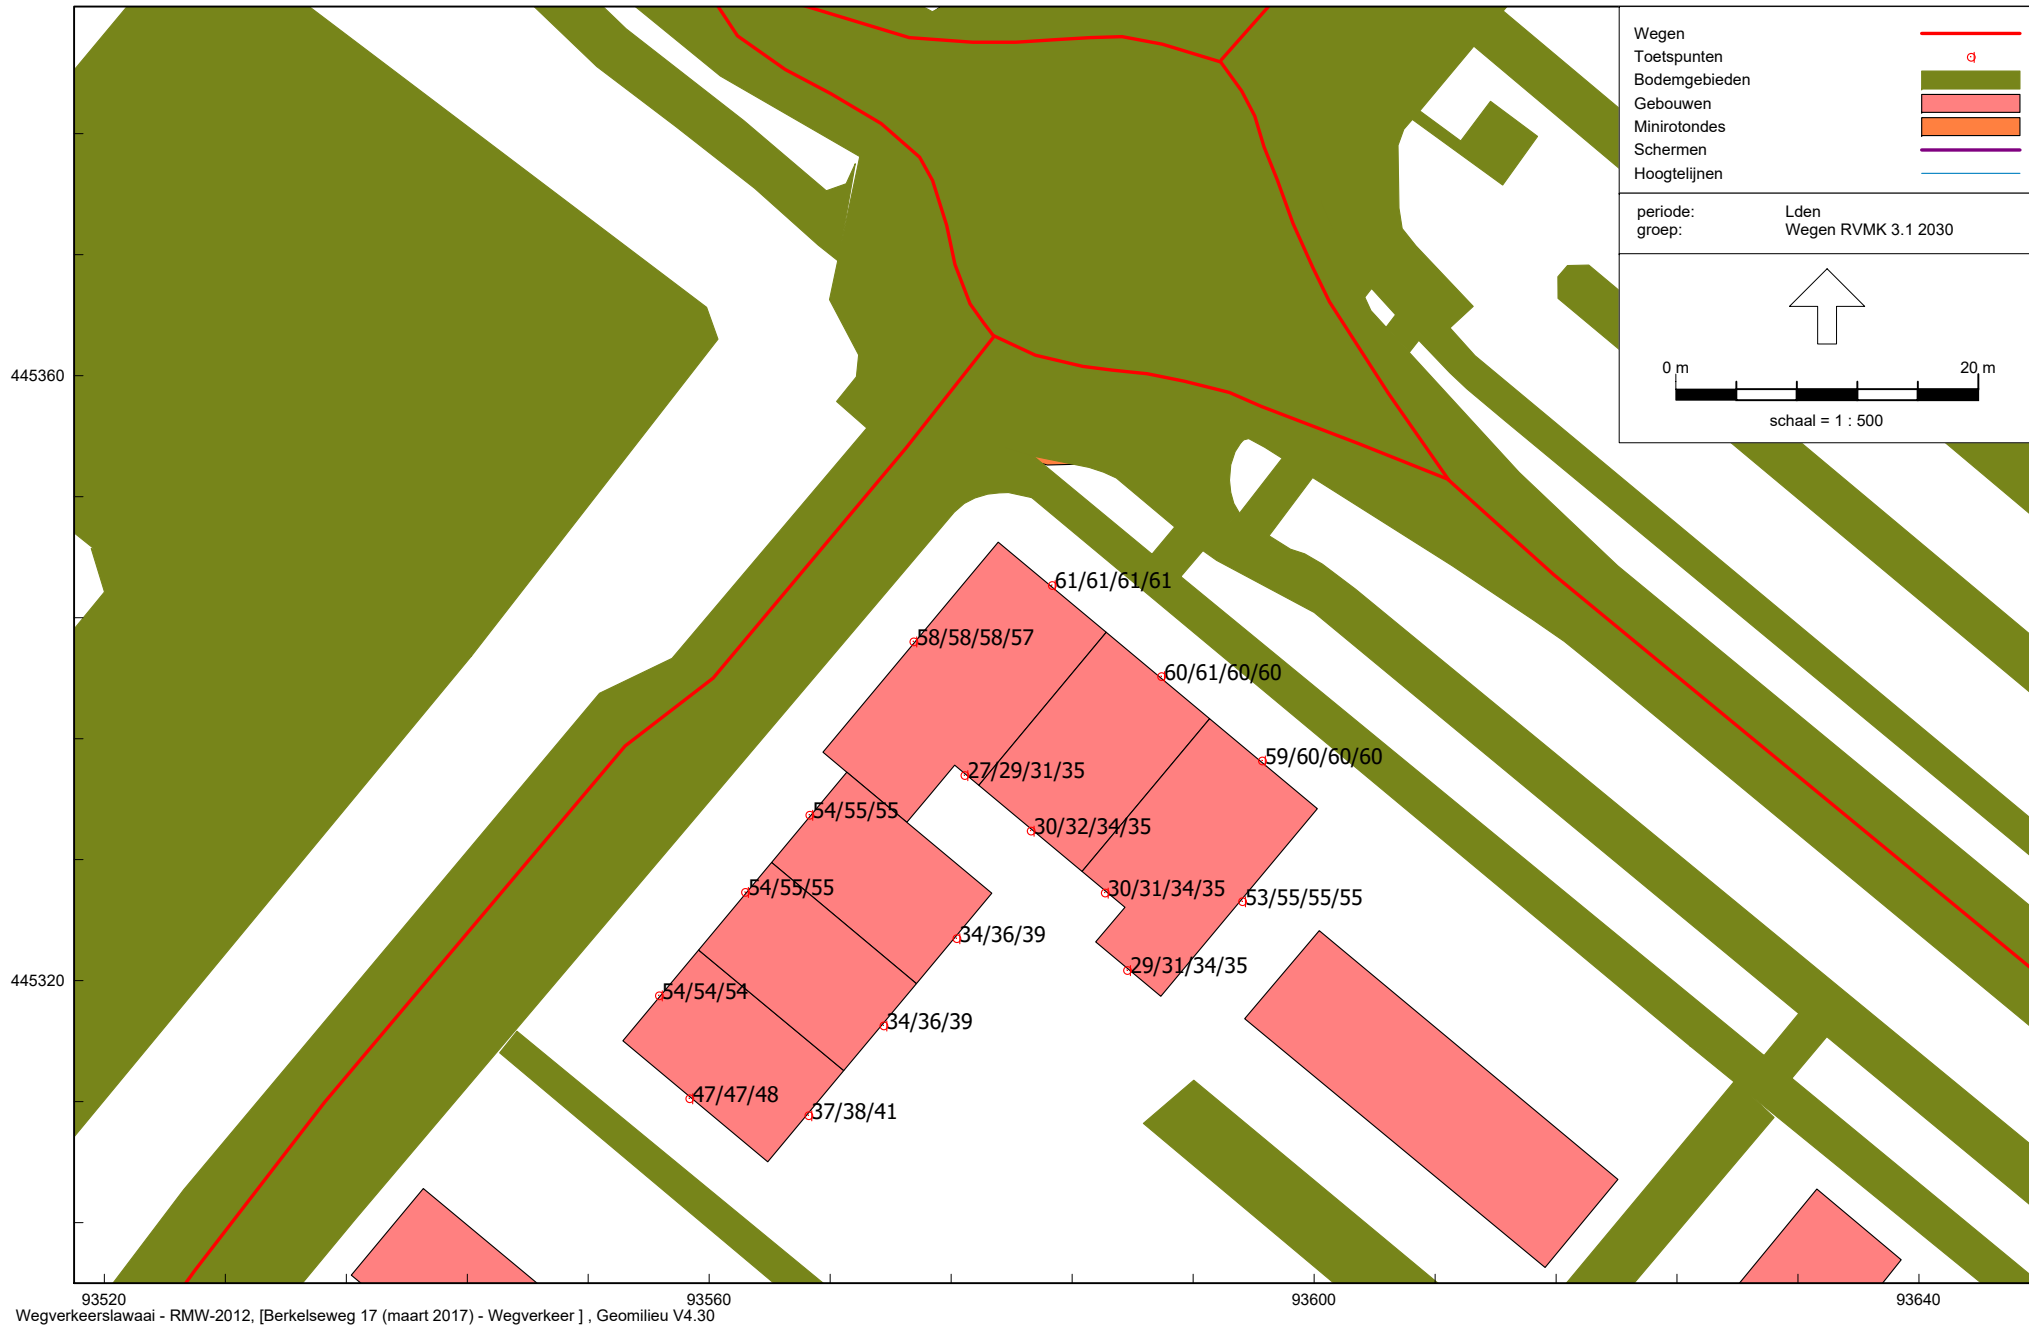 Wegen
Toetspunten
Bodemgebieden
Gebouwen
Minirotondes
Schermen
Hoogtelijnen
periode: Lden
groep: Wegen RVMK 3.1 2030
0 m 20 m
schaal = 1 : 500
445360
445320
61/61/61/61
58/58/58/57
60/61/60/60
59/60/60/60
27/29/31/35
54/55/55
30/32/34/35
54/55/55
30/31/34/35
53/55/55/55
34/36/39
29/31/34/35
54/54/54
34/36/39
47/47/48
37/38/41
93520 93560 93600 93640
Wegverkeerslawaai - RMW-2012, [Berkelseweg 17 (maart 2017) - Wegverkeer ] , Geomilieu V4.30